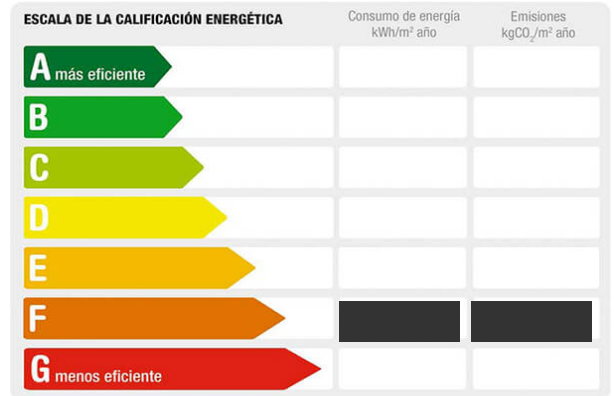 ESCALA DE LA CALIFICACIÓN ENERGÉTICA
Consumo de energía
kWh/m² año
Emisiones
kgCO₂/m² año
A más eficiente
B
C
D
E
F
G menos eficiente